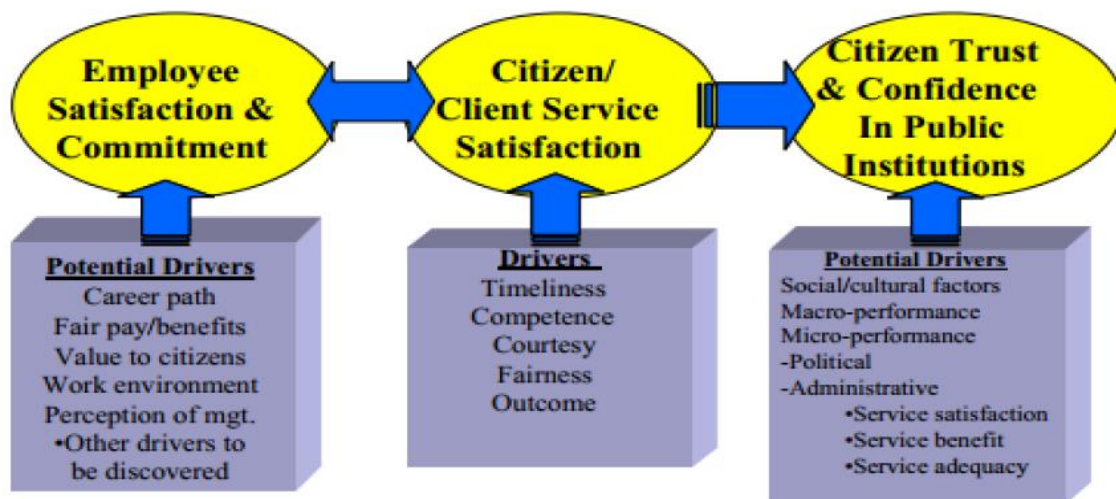 Employee
Satisfaction &
Commitment
Citizen/
Client Service
Satisfaction
Citizen Trust
& Confidence
In Public
Institutions
Potential Drivers
Career path
Fair pay/benefits
Value to citizens
Work environment
Perception of mgt.
•Other drivers to
be discovered
Drivers
Timeliness
Competence
Courtesy
Fairness
Outcome
Potential Drivers
Social/cultural factors
Macro-performance
Micro-performance
-Political
-Administrative
•Service satisfaction
•Service benefit
•Service adequacy